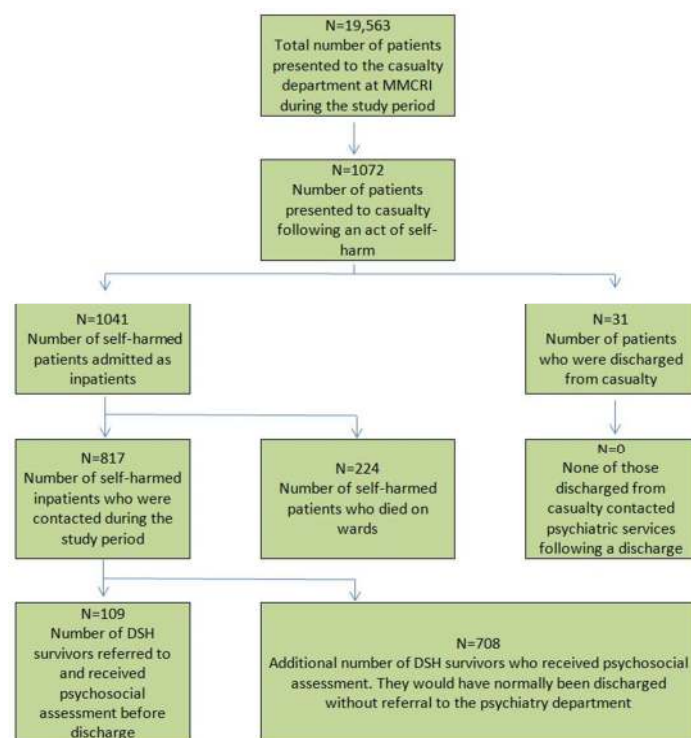 N=19,563
Total number of patients
presented to the casualty
department at MMCRI
during the study period
N=1072
Number of patients
presented to casualty
following an act of self-
harm
N=1041
Number of self-harmed
patients admitted as
inpatients
N=31
Number of patients
who were discharged
from casualty
N=817
Number of self-harmed
inpatients who were
contacted during the
study period
N=224
Number of self-harmed
patients who died on
wards
N=0
None of those
discharged from
casualty contacted
psychiatric services
following a discharge
N=109
Number of DSH
survivors referred to
and received
psychosocial
assessment before
discharge
N=708
Additional number of DSH survivors who received psychosocial
assessment. They would have normally been discharged
without referral to the psychiatry department